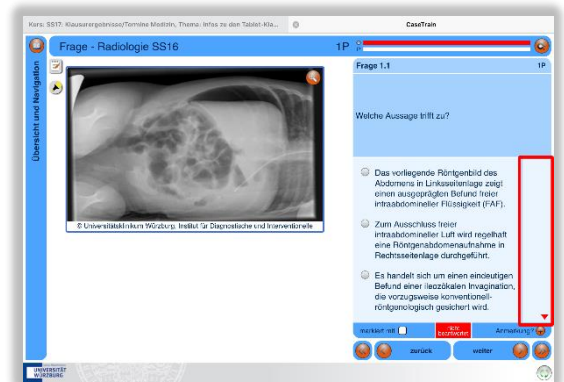 Kurs: SS17: Klausurergebnisse/Termine Medizin, Thema: Infos zu den Tablet-Kla...
CaseTrain
Frage - Radiologie SS16
1P
Übersicht und Navigation
© Universitätsklinikum Würzburg, Institut für Diagnostische und Interventionelle
Frage 1.1
1P
Welche Aussage trifft zu?
Das vorliegende Röntgenbild des
Abdomens in Linksseitenlage zeigt
einen ausgeprägten Befund freier
intraabdomineller Flüssigkeit (FAF).
Zum Ausschluss freier
intraabdomineller Luft wird regelhaft
eine Röntgenabdomenaufnahme in
Rechtsseitenlage durchgeführt.
Es handelt sich um einen eindeutigen
Befund einer ileozökalen Invagination,
die vorzugsweise konventionell-
röntgenologisch gesichert wird.
markiert mit
nicht
beantwortet
Anmerkung?
zurück
weiter
UNIVERSITÄT
WÜRZBURG